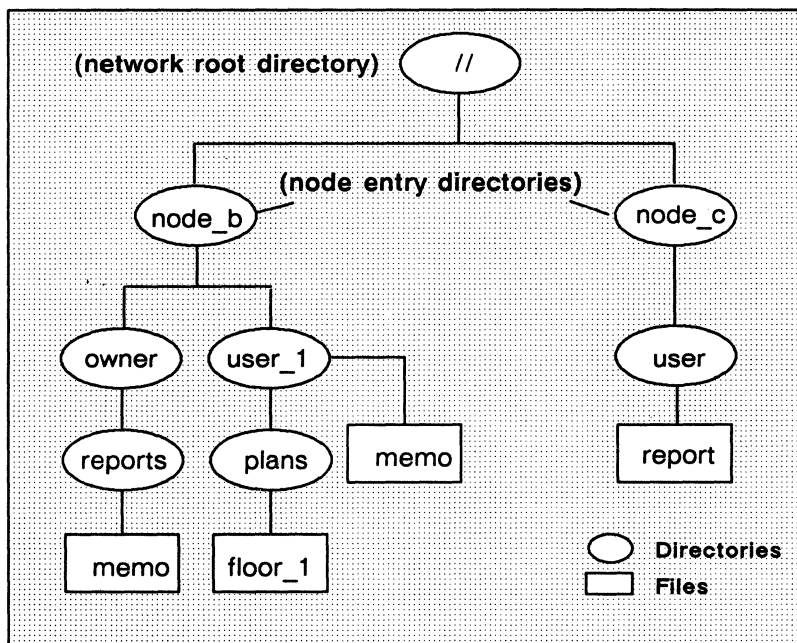 (network root directory)
//
(node entry directories)
node_b
node_c
owner
user_1
user
reports
plans
memo
report
memo
floor_1
Directories
Files